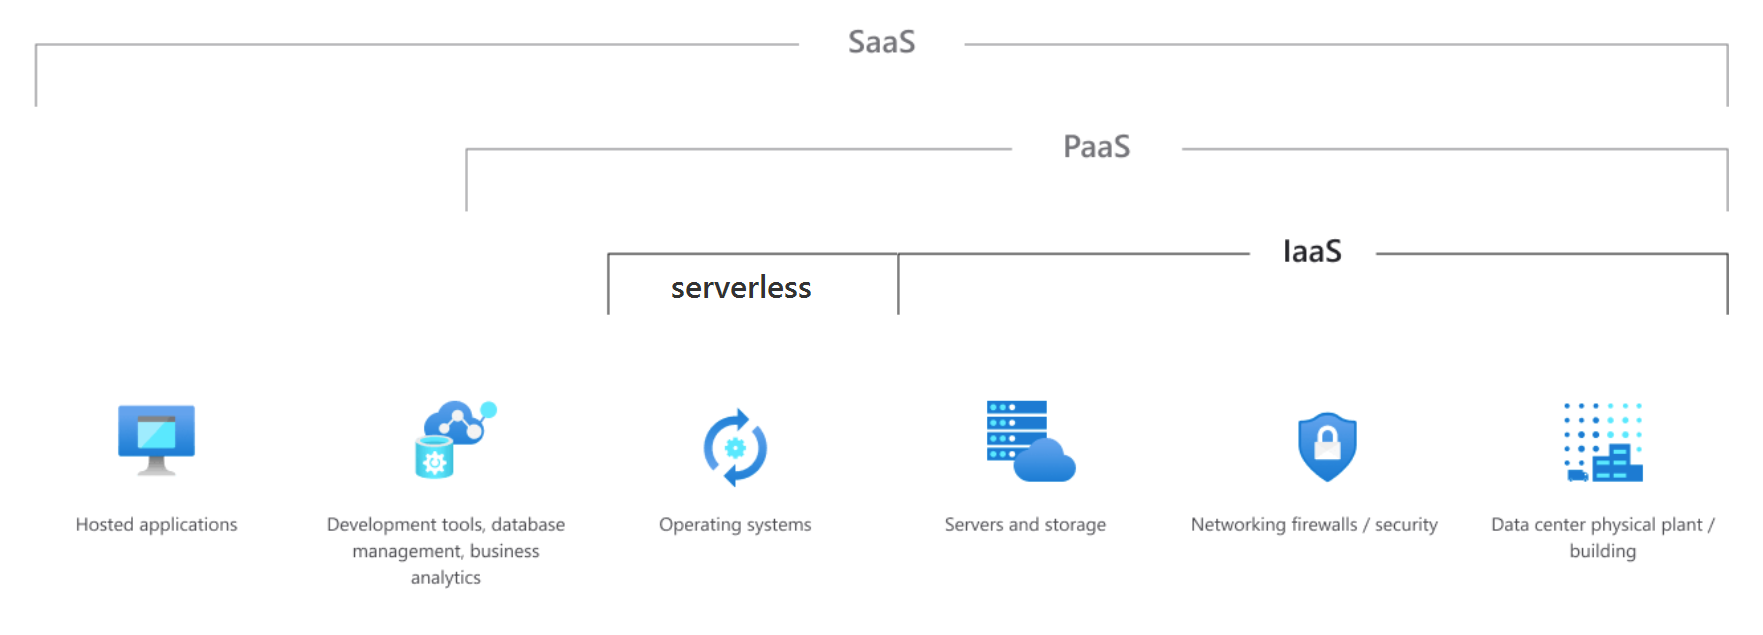 SaaS
PaaS
IaaS
serverless
Hosted applications
Development tools, database
management, business
analytics
Operating systems
Servers and storage
Networking firewalls / security
Data center physical plant /
building